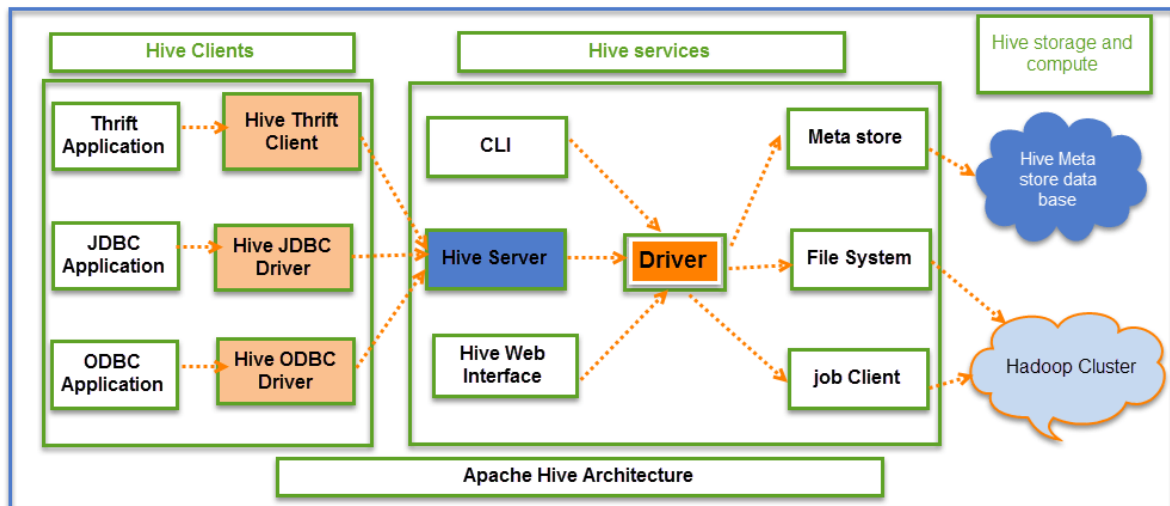 Hive Clients
Hive services
Hive storage and
compute
Thrift
Application
Hive Thrift
Client
CLI
Meta store
Hive Meta
store data
base
JDBC
Application
Hive JDBC
Driver
Hive Server
Driver
File System
ODBC
Application
Hive ODBC
Driver
Hive Web
Interface
job Client
Hadoop Cluster
Apache Hive Architecture